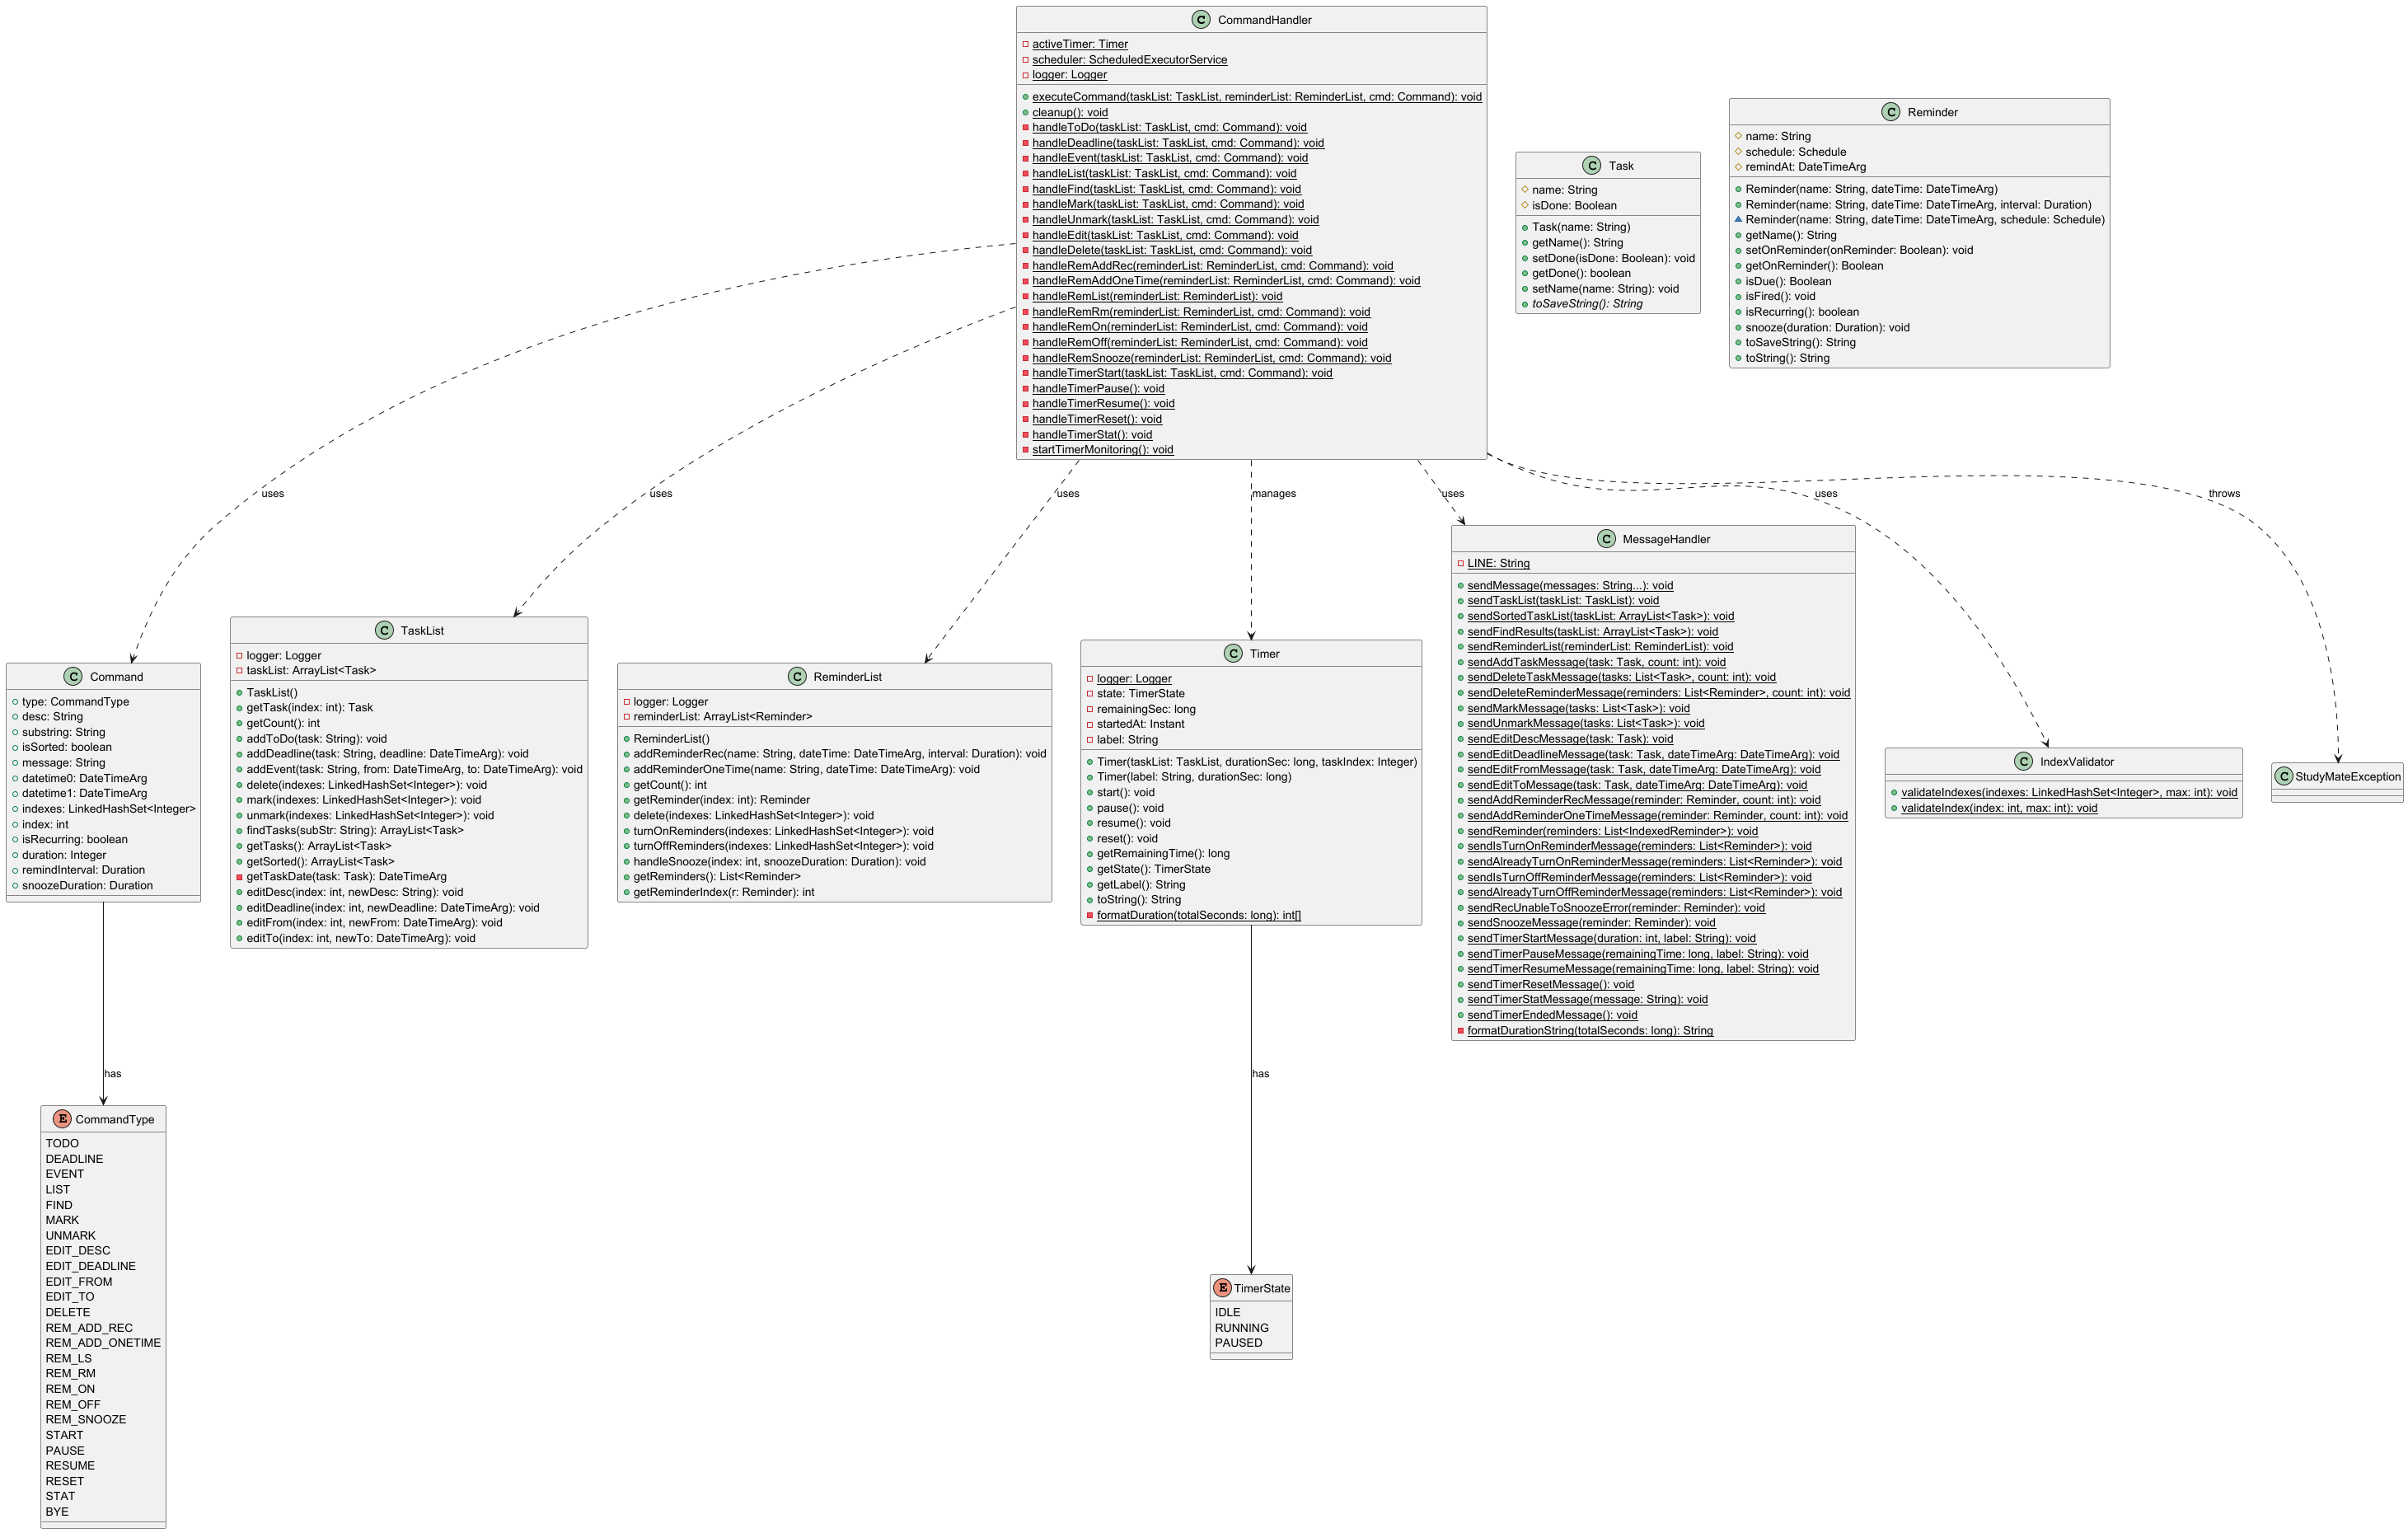 CommandHandler
activeTimer: Timer
scheduler: ScheduledExecutorService
logger: Logger
executeCommand(taskList: TaskList, reminderList: ReminderList, cmd: Command): void
cleanup(): void
handleToDo(taskList: TaskList, cmd: Command): void
handleDeadline(taskList: TaskList, cmd: Command): void
handleEvent(taskList: TaskList, cmd: Command): void
handleList(taskList: TaskList, cmd: Command): void
handleFind(taskList: TaskList, cmd: Command): void
handleMark(taskList: TaskList, cmd: Command): void
handleUnmark(taskList: TaskList, cmd: Command): void
handleEdit(taskList: TaskList, cmd: Command): void
handleDelete(taskList: TaskList, cmd: Command): void
handleRemAddRec(reminderList: ReminderList, cmd: Command): void
handleRemAddOneTime(reminderList: ReminderList, cmd: Command): void
handleRemList(reminderList: ReminderList): void
handleRemRm(reminderList: ReminderList, cmd: Command): void
handleRemOn(reminderList: ReminderList, cmd: Command): void
handleRemOff(reminderList: ReminderList, cmd: Command): void
handleRemSnooze(reminderList: ReminderList, cmd: Command): void
handleTimerStart(taskList: TaskList, cmd: Command): void
handleTimerPause(): void
handleTimerResume(): void
handleTimerReset(): void
handleTimerStat(): void
startTimerMonitoring(): void
Task
name: String
isDone: Boolean
Task(name: String)
getName(): String
setDone(isDone: Boolean): void
getDone(): boolean
setName(name: String): void
toSaveString(): String
Reminder
name: String
schedule: Schedule
remindAt: DateTimeArg
Reminder(name: String, dateTime: DateTimeArg)
Reminder(name: String, dateTime: DateTimeArg, interval: Duration)
Reminder(name: String, dateTime: DateTimeArg, schedule: Schedule)
getName(): String
setOnReminder(onReminder: Boolean): void
getOnReminder(): Boolean
isDue(): Boolean
isFired(): void
isRecurring(): boolean
snooze(duration: Duration): void
toSaveString(): String
toString(): String
uses
uses
uses
manages
uses
uses
throws
Command
type: CommandType
desc: String
substring: String
isSorted: boolean
message: String
datetime0: DateTimeArg
datetime1: DateTimeArg
indexes: LinkedHashSet<Integer>
index: int
isRecurring: boolean
duration: Integer
remindInterval: Duration
snoozeDuration: Duration
TaskList
logger: Logger
taskList: ArrayList<Task>
TaskList()
getTask(index: int): Task
getCount(): int
addToDo(task: String): void
addDeadline(task: String, deadline: DateTimeArg): void
addEvent(task: String, from: DateTimeArg, to: DateTimeArg): void
delete(indexes: LinkedHashSet<Integer>): void
mark(indexes: LinkedHashSet<Integer>): void
unmark(indexes: LinkedHashSet<Integer>): void
findTasks(subStr: String): ArrayList<Task>
getTasks(): ArrayList<Task>
getSorted(): ArrayList<Task>
getTaskDate(task: Task): DateTimeArg
editDesc(index: int, newDesc: String): void
editDeadline(index: int, newDeadline: DateTimeArg): void
editFrom(index: int, newFrom: DateTimeArg): void
editTo(index: int, newTo: DateTimeArg): void
ReminderList
logger: Logger
reminderList: ArrayList<Reminder>
ReminderList()
addReminderRec(name: String, dateTime: DateTimeArg, interval: Duration): void
addReminderOneTime(name: String, dateTime: DateTimeArg): void
getCount(): int
getReminder(index: int): Reminder
delete(indexes: LinkedHashSet<Integer>): void
turnOnReminders(indexes: LinkedHashSet<Integer>): void
turnOffReminders(indexes: LinkedHashSet<Integer>): void
handleSnooze(index: int, snoozeDuration: Duration): void
getReminders(): List<Reminder>
getReminderIndex(r: Reminder): int
Timer
logger: Logger
state: TimerState
remainingSec: long
startedAt: Instant
label: String
Timer(taskList: TaskList, durationSec: long, taskIndex: Integer)
Timer(label: String, durationSec: long)
start(): void
pause(): void
resume(): void
reset(): void
getRemainingTime(): long
getState(): TimerState
getLabel(): String
toString(): String
formatDuration(totalSeconds: long): int[]
MessageHandler
LINE: String
sendMessage(messages: String...): void
sendTaskList(taskList: TaskList): void
sendSortedTaskList(taskList: ArrayList<Task>): void
sendFindResults(taskList: ArrayList<Task>): void
sendReminderList(reminderList: ReminderList): void
sendAddTaskMessage(task: Task, count: int): void
sendDeleteTaskMessage(tasks: List<Task>, count: int): void
sendDeleteReminderMessage(reminders: List<Reminder>, count: int): void
sendMarkMessage(tasks: List<Task>): void
sendUnmarkMessage(tasks: List<Task>): void
sendEditDescMessage(task: Task): void
sendEditDeadlineMessage(task: Task, dateTimeArg: DateTimeArg): void
sendEditFromMessage(task: Task, dateTimeArg: DateTimeArg): void
sendEditToMessage(task: Task, dateTimeArg: DateTimeArg): void
sendAddReminderRecMessage(reminder: Reminder, count: int): void
sendAddReminderOneTimeMessage(reminder: Reminder, count: int): void
sendReminder(reminders: List<IndexedReminder>): void
sendIsTurnOnReminderMessage(reminders: List<Reminder>): void
sendAlreadyTurnOnReminderMessage(reminders: List<Reminder>): void
sendIsTurnOffReminderMessage(reminders: List<Reminder>): void
sendAlreadyTurnOffReminderMessage(reminders: List<Reminder>): void
sendRecUnableToSnoozeError(reminder: Reminder): void
sendSnoozeMessage(reminder: Reminder): void
sendTimerStartMessage(duration: int, label: String): void
sendTimerPauseMessage(remainingTime: long, label: String): void
sendTimerResumeMessage(remainingTime: long, label: String): void
sendTimerResetMessage(): void
sendTimerStatMessage(message: String): void
sendTimerEndedMessage(): void
formatDurationString(totalSeconds: long): String
IndexValidator
validateIndexes(indexes: LinkedHashSet<Integer>, max: int): void
validateIndex(index: int, max: int): void
StudyMateException
has
has
CommandType
TODO
DEADLINE
EVENT
LIST
FIND
MARK
UNMARK
EDIT_DESC
EDIT_DEADLINE
EDIT_FROM
EDIT_TO
DELETE
REM_ADD_REC
REM_ADD_ONETIME
REM_LS
REM_RM
REM_ON
REM_OFF
REM_SNOOZE
START
PAUSE
RESUME
RESET
STAT
BYE
TimerState
IDLE
RUNNING
PAUSED